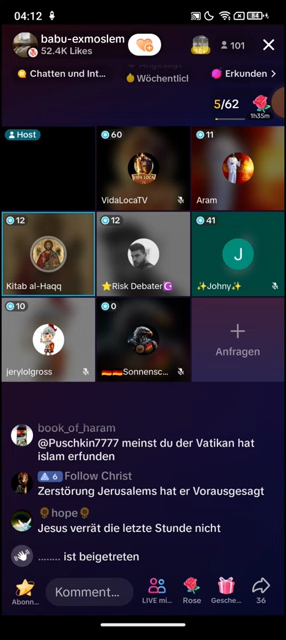 04:12
84
babu-exmoslem
52.4K Likes
101
Chatten und Int...
Wöchentlicl
Erkunden >
5/62
1h35m
Host
60
VidaLocaTV
11
Aram
12
Kitab al-Haqq
12
⭐Risk Debater☪️
41
J
✨Johny✨
10
jerylolgross
0
🇩🇪🇩🇪Sonnensc...
Anfragen
book_of_haram
@Puschkin7777 meinst du der Vatikan hat
islam erfunden
6 Follow Christ
Zerstörung Jerusalems hat er Vorausgesagt
🌻hope🌻
Jesus verrät die letzte Stunde nicht
........ ist beigetreten
Abonn...
Komment...
LIVE mi...
Rose
Gesche...
36